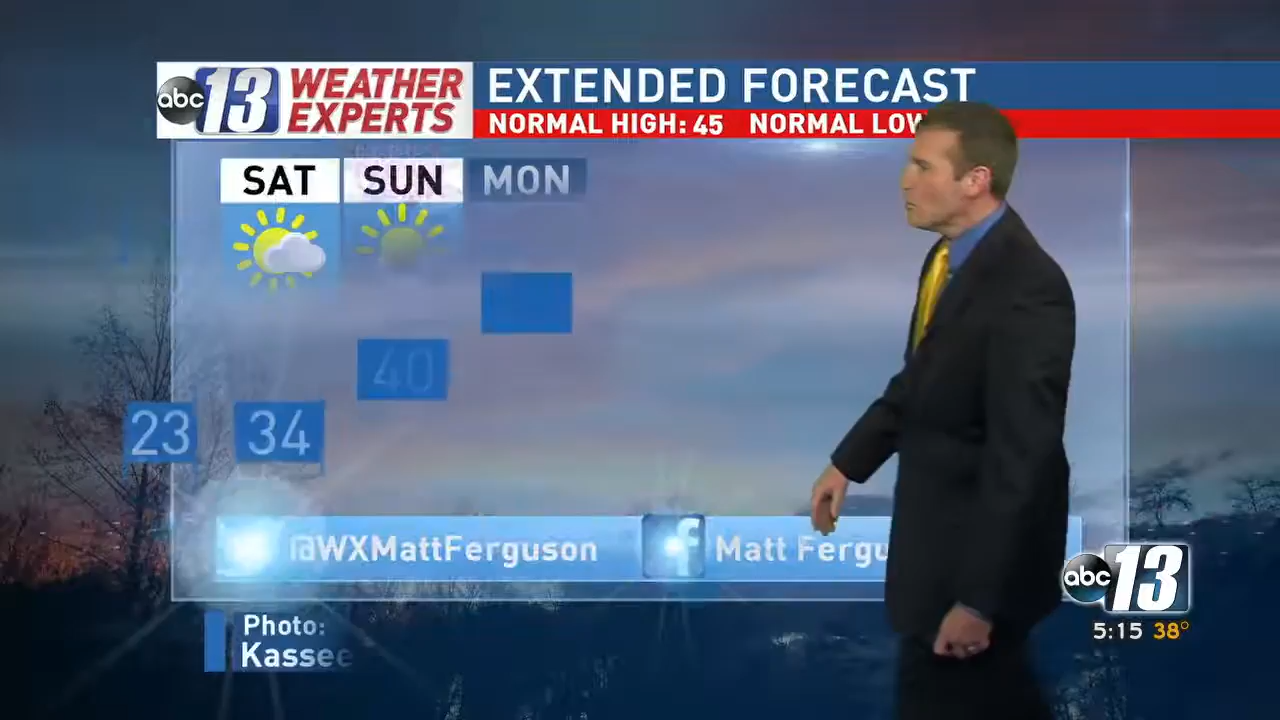 abc 13 WEATHER EXPERTS
EXTENDED FORECAST
NORMAL HIGH: 45 NORMAL LOW
SAT SUN MON
40
23 34
@WXMattFerguson
f Matt Fergu
Photo:
Kassee
abc 13
5:15 38°